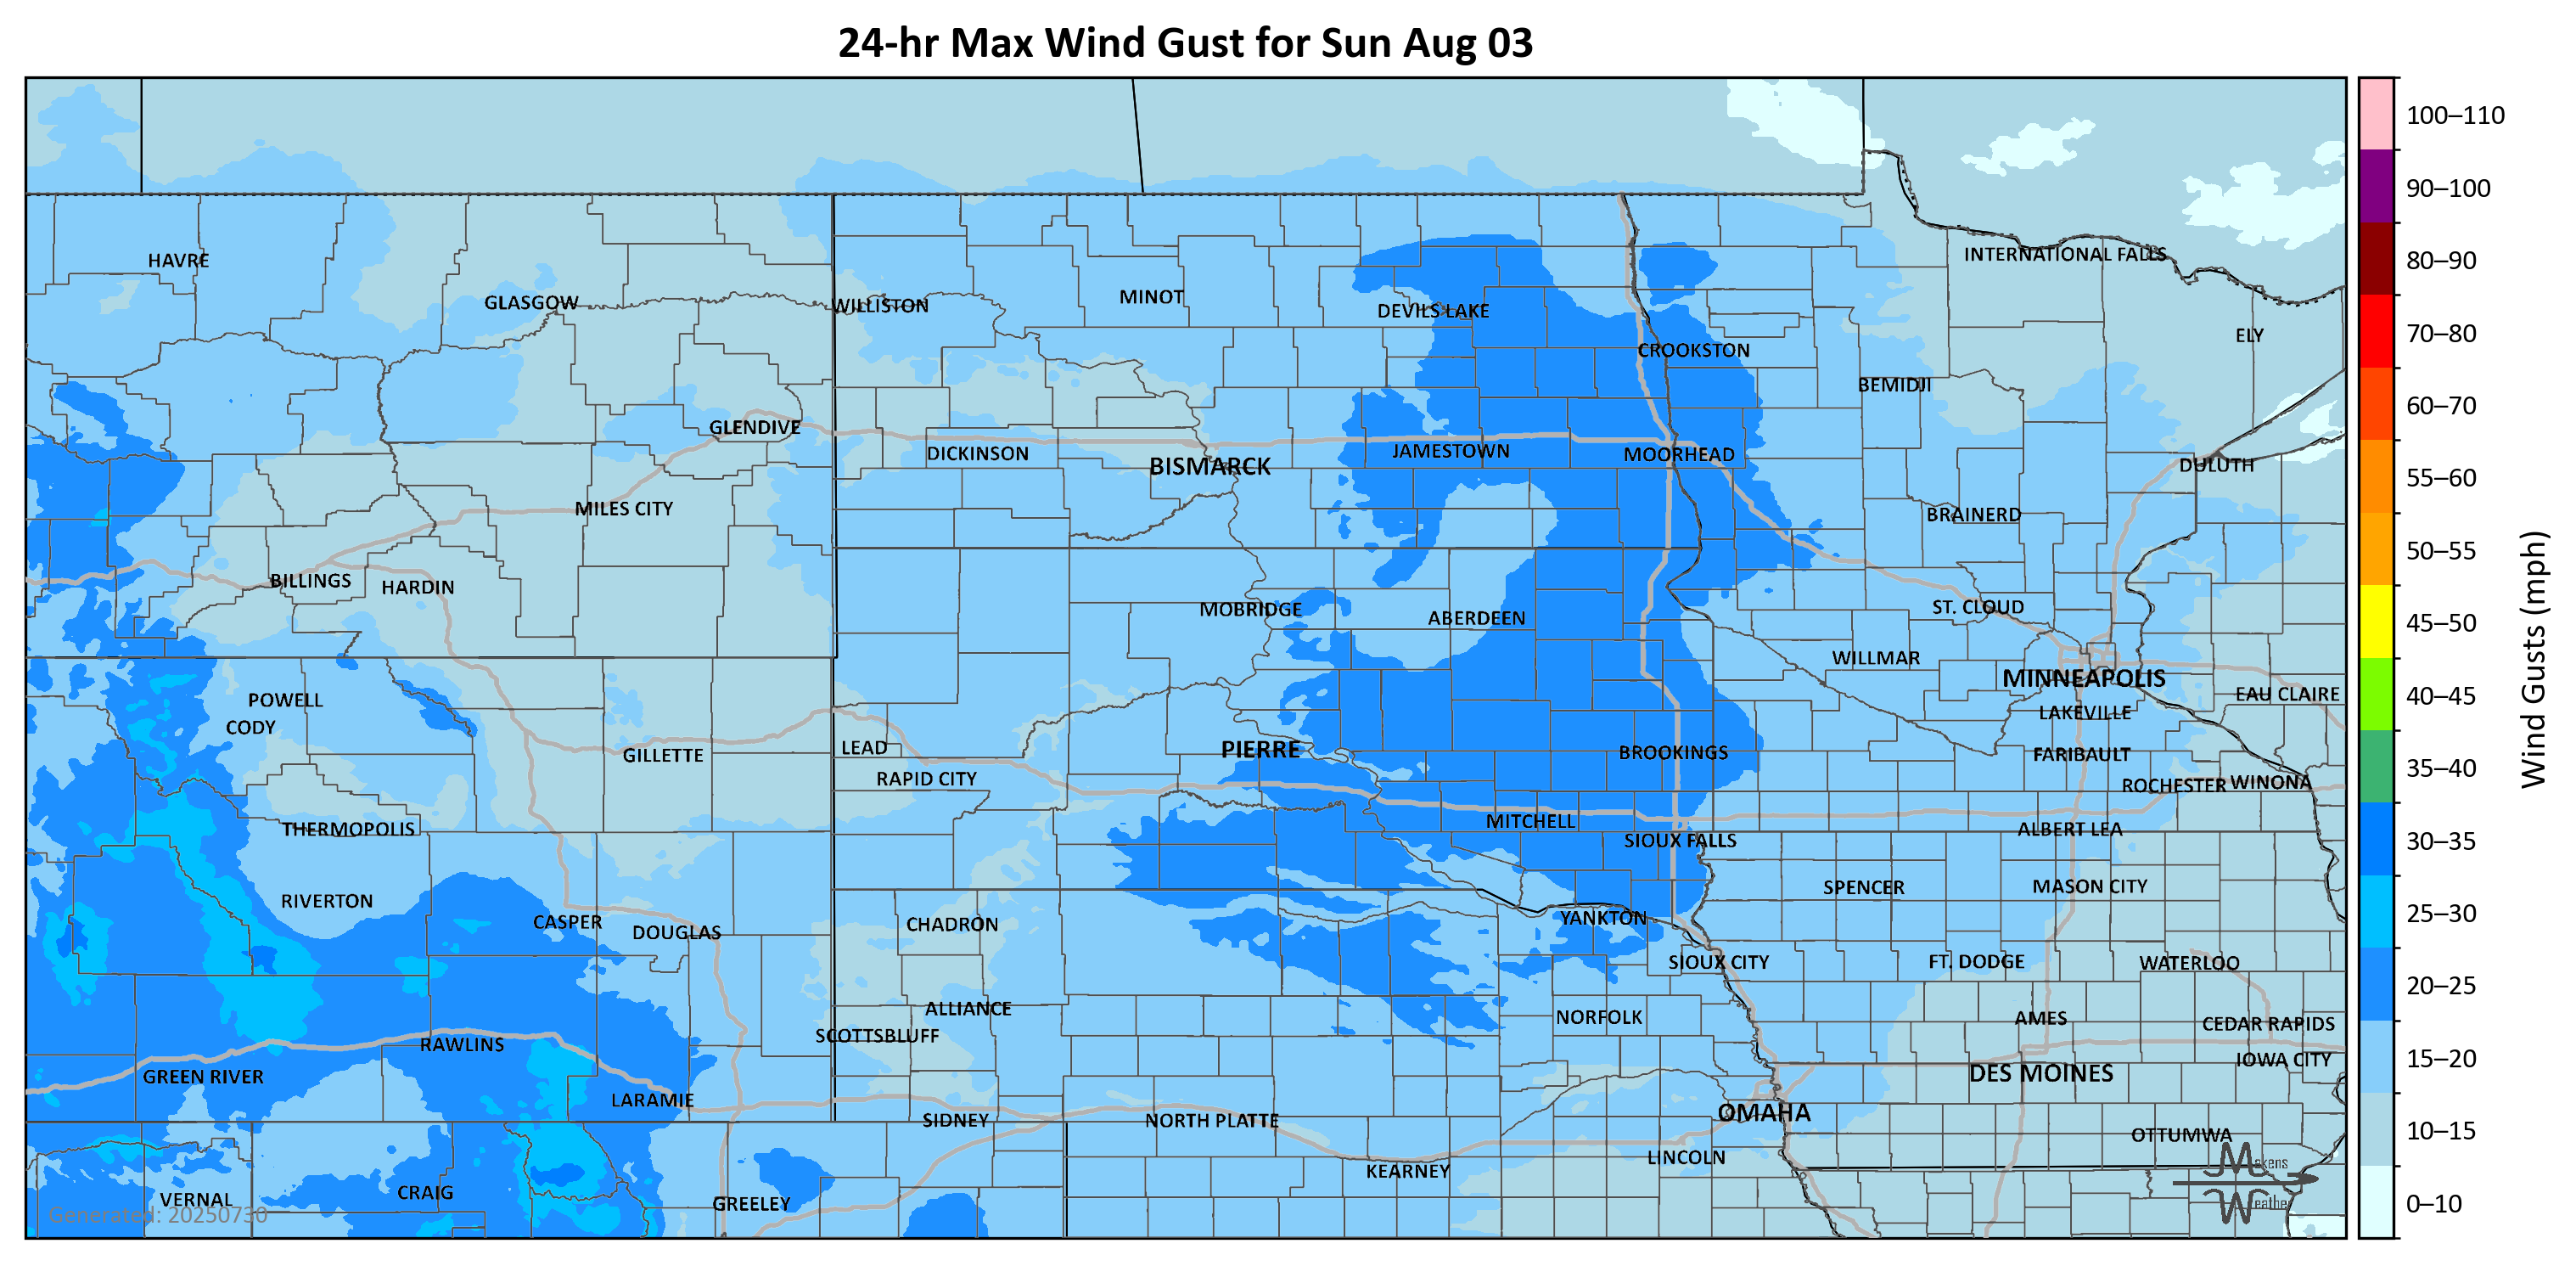 24-hr Max Wind Gust for Sun Aug 03
100–110
90–100
80–90
70–80
60–70
55–60
50–55
45–50
40–45
35–40
30–35
25–30
20–25
15–20
10–15
0–10
Wind Gusts (mph)
HAVRE
INTERNATIONAL FALLS
GLASGOW
WILLISTON
MINOT
DEVILS LAKE
ELY
CROOKSTON
BEMIDJI
GLENDIVE
DICKINSON
BISMARCK
JAMESTOWN
MOORHEAD
DULUTH
MILES CITY
BRAINERD
BILLINGS
HARDIN
MOBRIDGE
ABERDEEN
ST. CLOUD
WILLMAR
MINNEAPOLIS
POWELL
EAU CLAIRE
CODY
LAKEVILLE
GILLETTE
LEAD
PIERRE
BROOKINGS
FARIBAULT
RAPID CITY
ROCHESTER
WINONA
THERMOPOLIS
MITCHELL
ALBERT LEA
SIOUX FALLS
SPENCER
MASON CITY
RIVERTON
CASPER
DOUGLAS
CHADRON
YANKTON
SIOUX CITY
FT. DODGE
WATERLOO
ALLIANCE
NORFOLK
AMES
CEDAR RAPIDS
SCOTTSBLUFF
RAWLINS
IOWA CITY
GREEN RIVER
DES MOINES
LARAMIE
OMAHA
SIDNEY
NORTH PLATTE
OTTUMWA
LINCOLN
KEARNEY
VERNAL
CRAIG
GREELEY
Generated: 20250730
Makens
Weather